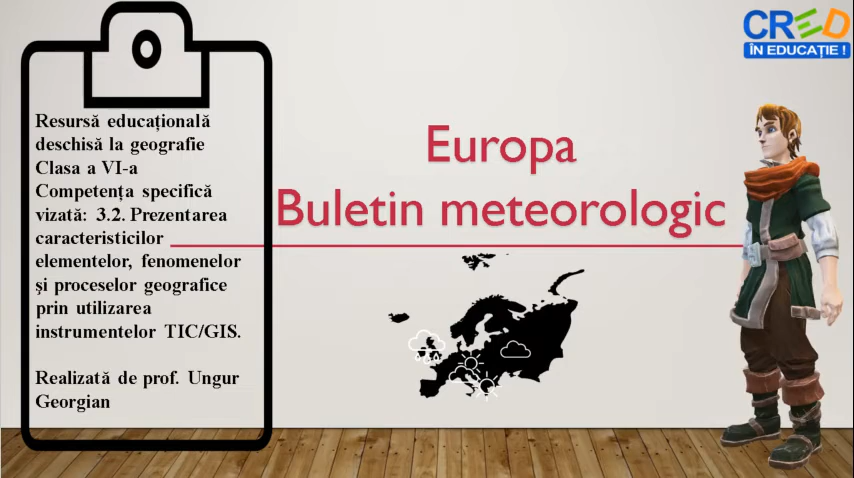 CRED
ÎN EDUCAȚIE !
Resursă educațională
deschisă la geografie
Clasa a VI-a
Competența specifică
vizată: 3.2. Prezentarea
caracteristicilor
elementelor, fenomenelor
și proceselor geografice
prin utilizarea
instrumentelor TIC/GIS.
Realizată de prof. Ungur
Georgian
Europa
Buletin meteorologic